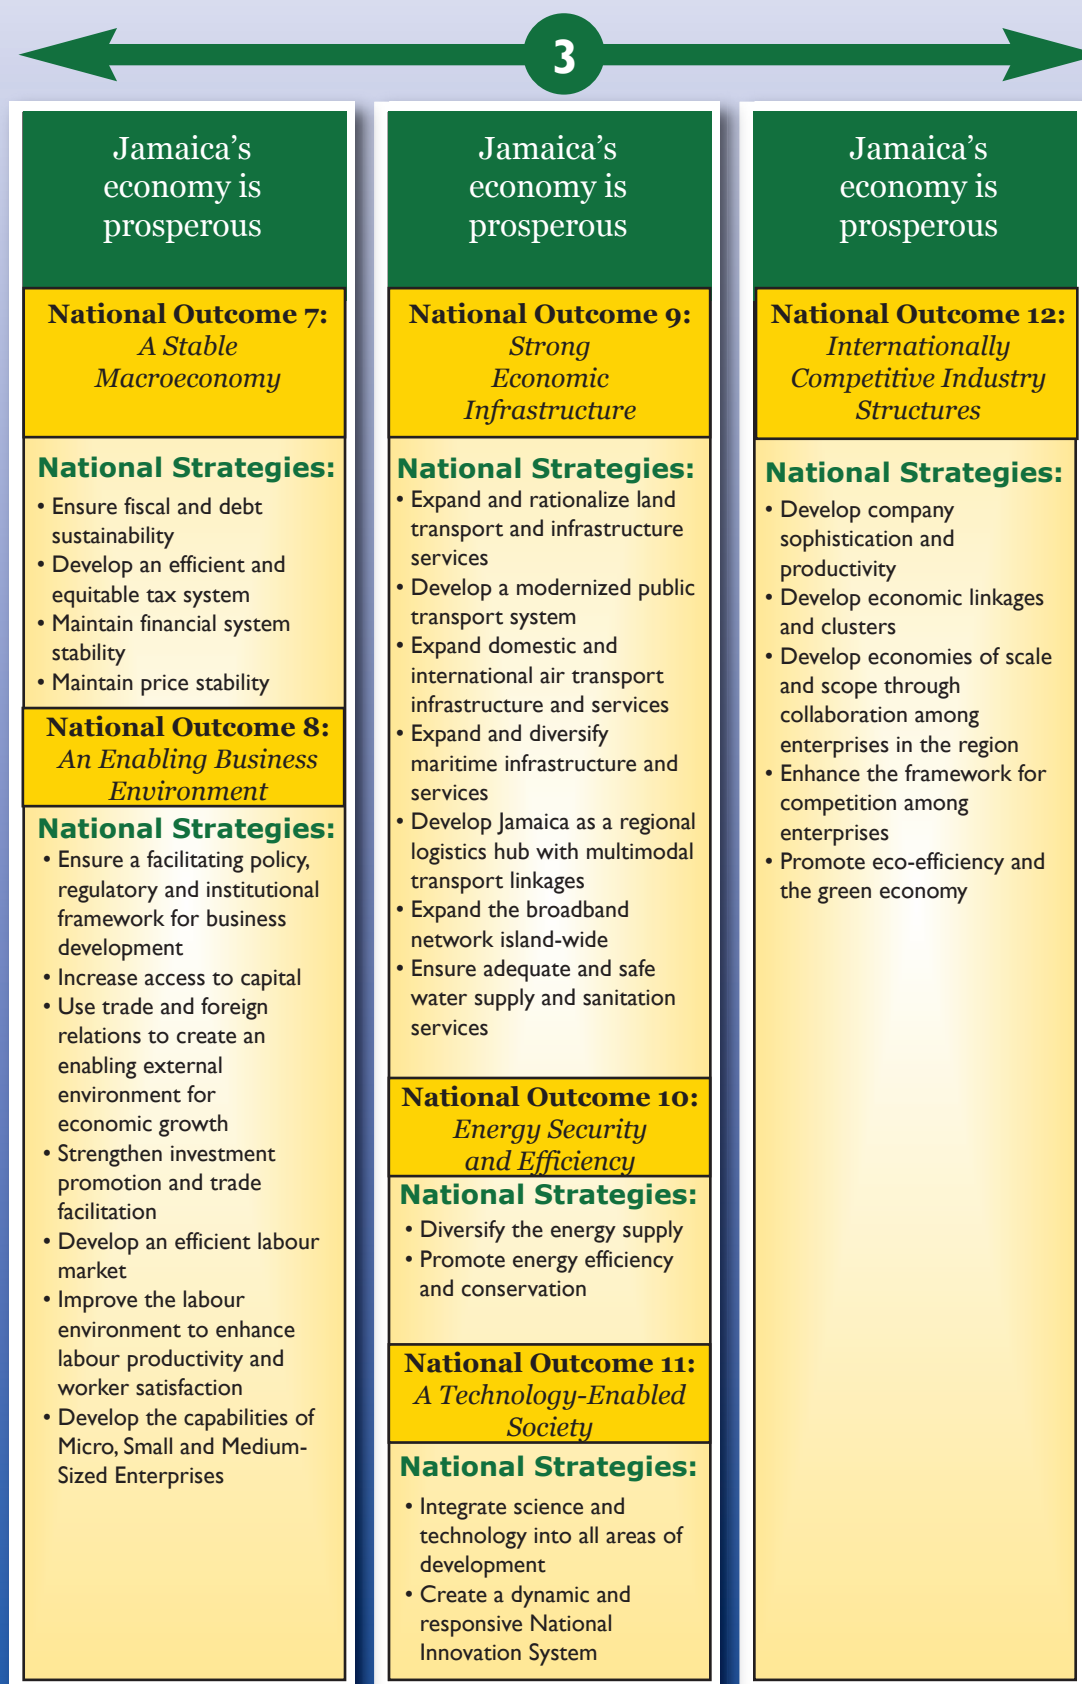 3
Jamaica's
economy is
prosperous
National Outcome 7:
A Stable
Macroeconomy
National Strategies:
• Ensure fiscal and debt
sustainability
• Develop an efficient and
equitable tax system
• Maintain financial system
stability
• Maintain price stability
National Outcome 8:
An Enabling Business
Environment
National Strategies:
• Ensure a facilitating policy,
regulatory and institutional
framework for business
development
• Increase access to capital
• Use trade and foreign
relations to create an
enabling external
environment for
economic growth
• Strengthen investment
promotion and trade
facilitation
• Develop an efficient labour
market
• Improve the labour
environment to enhance
labour productivity and
worker satisfaction
• Develop the capabilities of
Micro, Small and Medium-
Sized Enterprises
Jamaica's
economy is
prosperous
National Outcome 9:
Strong
Economic
Infrastructure
National Strategies:
• Expand and rationalize land
transport and infrastructure
services
• Develop a modernized public
transport system
• Expand domestic and
international air transport
infrastructure and services
• Expand and diversify
maritime infrastructure and
services
• Develop Jamaica as a regional
logistics hub with multimodal
transport linkages
• Expand the broadband
network island-wide
• Ensure adequate and safe
water supply and sanitation
services
National Outcome 10:
Energy Security
and Efficiency
National Strategies:
• Diversify the energy supply
• Promote energy efficiency
and conservation
National Outcome 11:
A Technology-Enabled
Society
National Strategies:
• Integrate science and
technology into all areas of
development
• Create a dynamic and
responsive National
Innovation System
Jamaica's
economy is
prosperous
National Outcome 12:
Internationally
Competitive Industry
Structures
National Strategies:
• Develop company
sophistication and
productivity
• Develop economic linkages
and clusters
• Develop economies of scale
and scope through
collaboration among
enterprises in the region
• Enhance the framework for
competition among
enterprises
• Promote eco-efficiency and
the green economy